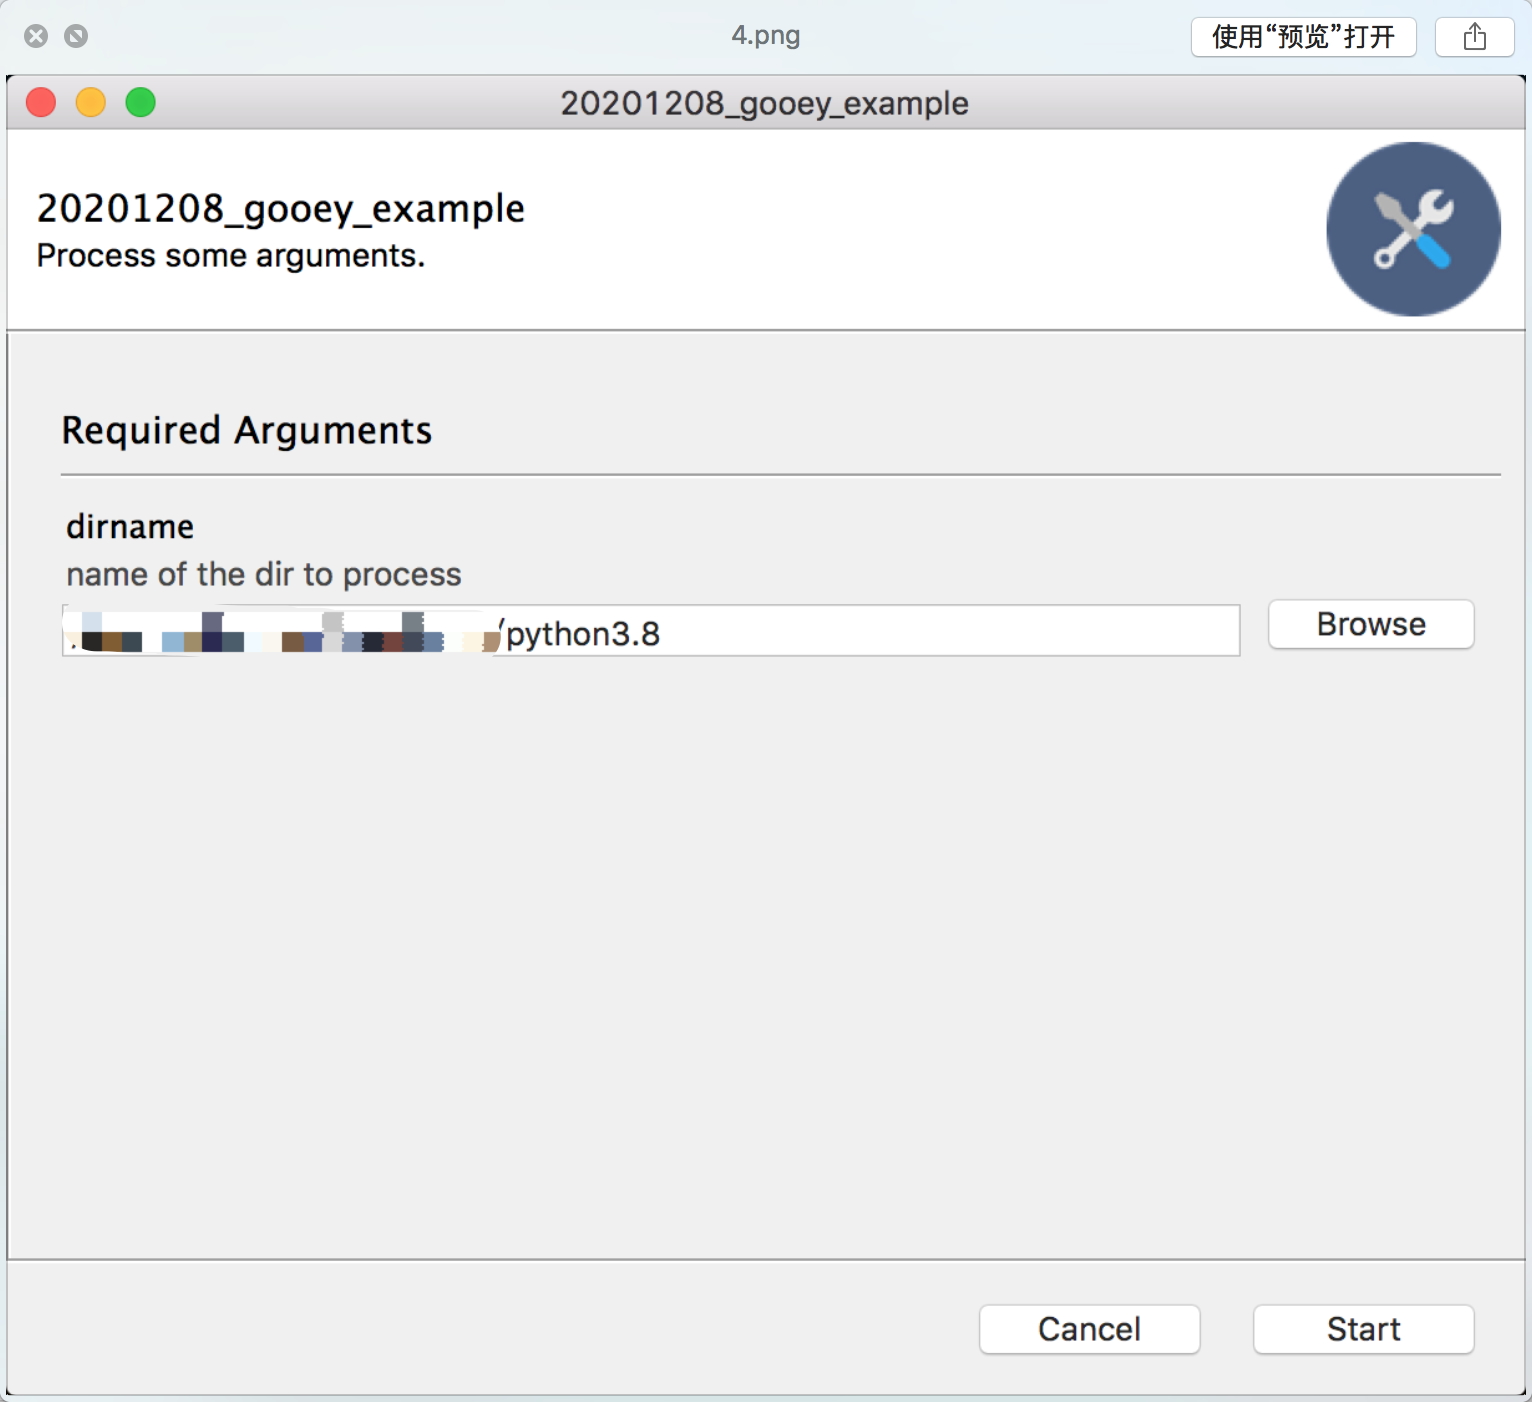 4.png
使用“预览”打开
20201208_gooey_example
20201208_gooey_example
Process some arguments.
Required Arguments
dirname
name of the dir to process
/python3.8
Browse
Cancel
Start